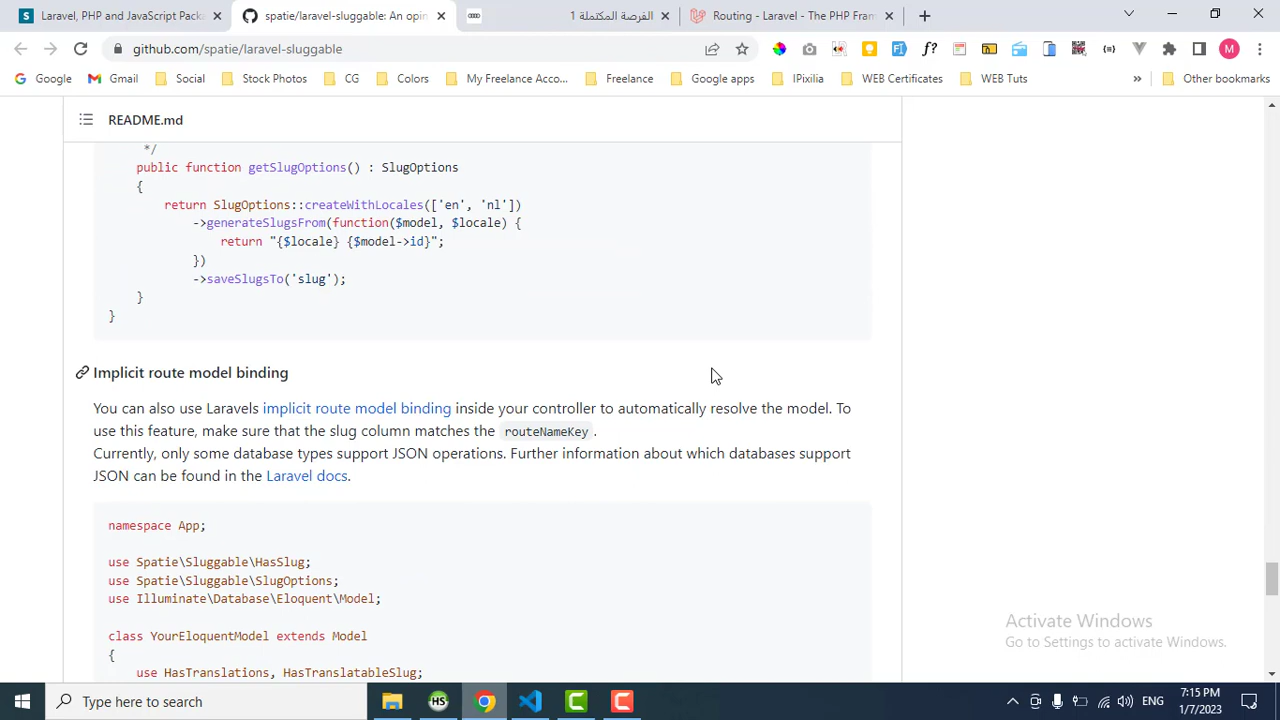 Laravel, PHP and JavaScript Packa
spatie/laravel-sluggable: An opin
الفرصة المكتملة 1
Routing - Laravel - The PHP Fram
github.com/spatie/laravel-sluggable
M
Google
Gmail
Social
Stock Photos
CG
Colors
My Freelance Acco...
Freelance
Google apps
IPixilia
WEB Certificates
WEB Tuts
»
Other bookmarks
README.md
*/
public function getSlugOptions() : SlugOptions
{
return SlugOptions::createWithLocales(['en', 'nl'])
->generateSlugsFrom(function($model, $locale) {
return "{$locale} {$model->id}";
})
->saveSlugsTo('slug');
}
}
Implicit route model binding
You can also use Laravels implicit route model binding inside your controller to automatically resolve the model. To
use this feature, make sure that the slug column matches the routeNameKey.
Currently, only some database types support JSON operations. Further information about which databases support
JSON can be found in the Laravel docs.
namespace App;
use Spatie\Sluggable\HasSlug;
use Spatie\Sluggable\SlugOptions;
use Illuminate\Database\Eloquent\Model;
class YourEloquentModel extends Model
{
use HasTranslations, HasTranslatableSlug;
Activate Windows
Go to Settings to activate Windows.
Type here to search
HS
ENG
7:15 PM
1/7/2023